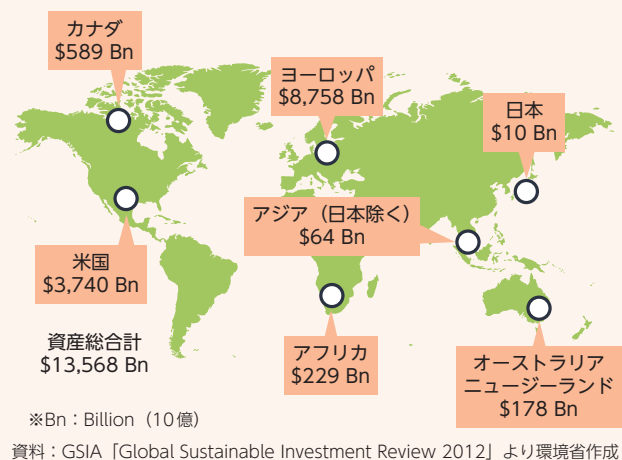 カナダ
$589 Bn
ヨーロッパ
$8,758 Bn
日本
$10 Bn
アジア（日本除く）
$64 Bn
米国
$3,740 Bn
資産総合計
$13,568 Bn
アフリカ
$229 Bn
オーストラリア
ニュージーランド
$178 Bn
※Bn：Billion（10億）
資料：GSIA「Global Sustainable Investment Review 2012」より環境省作成